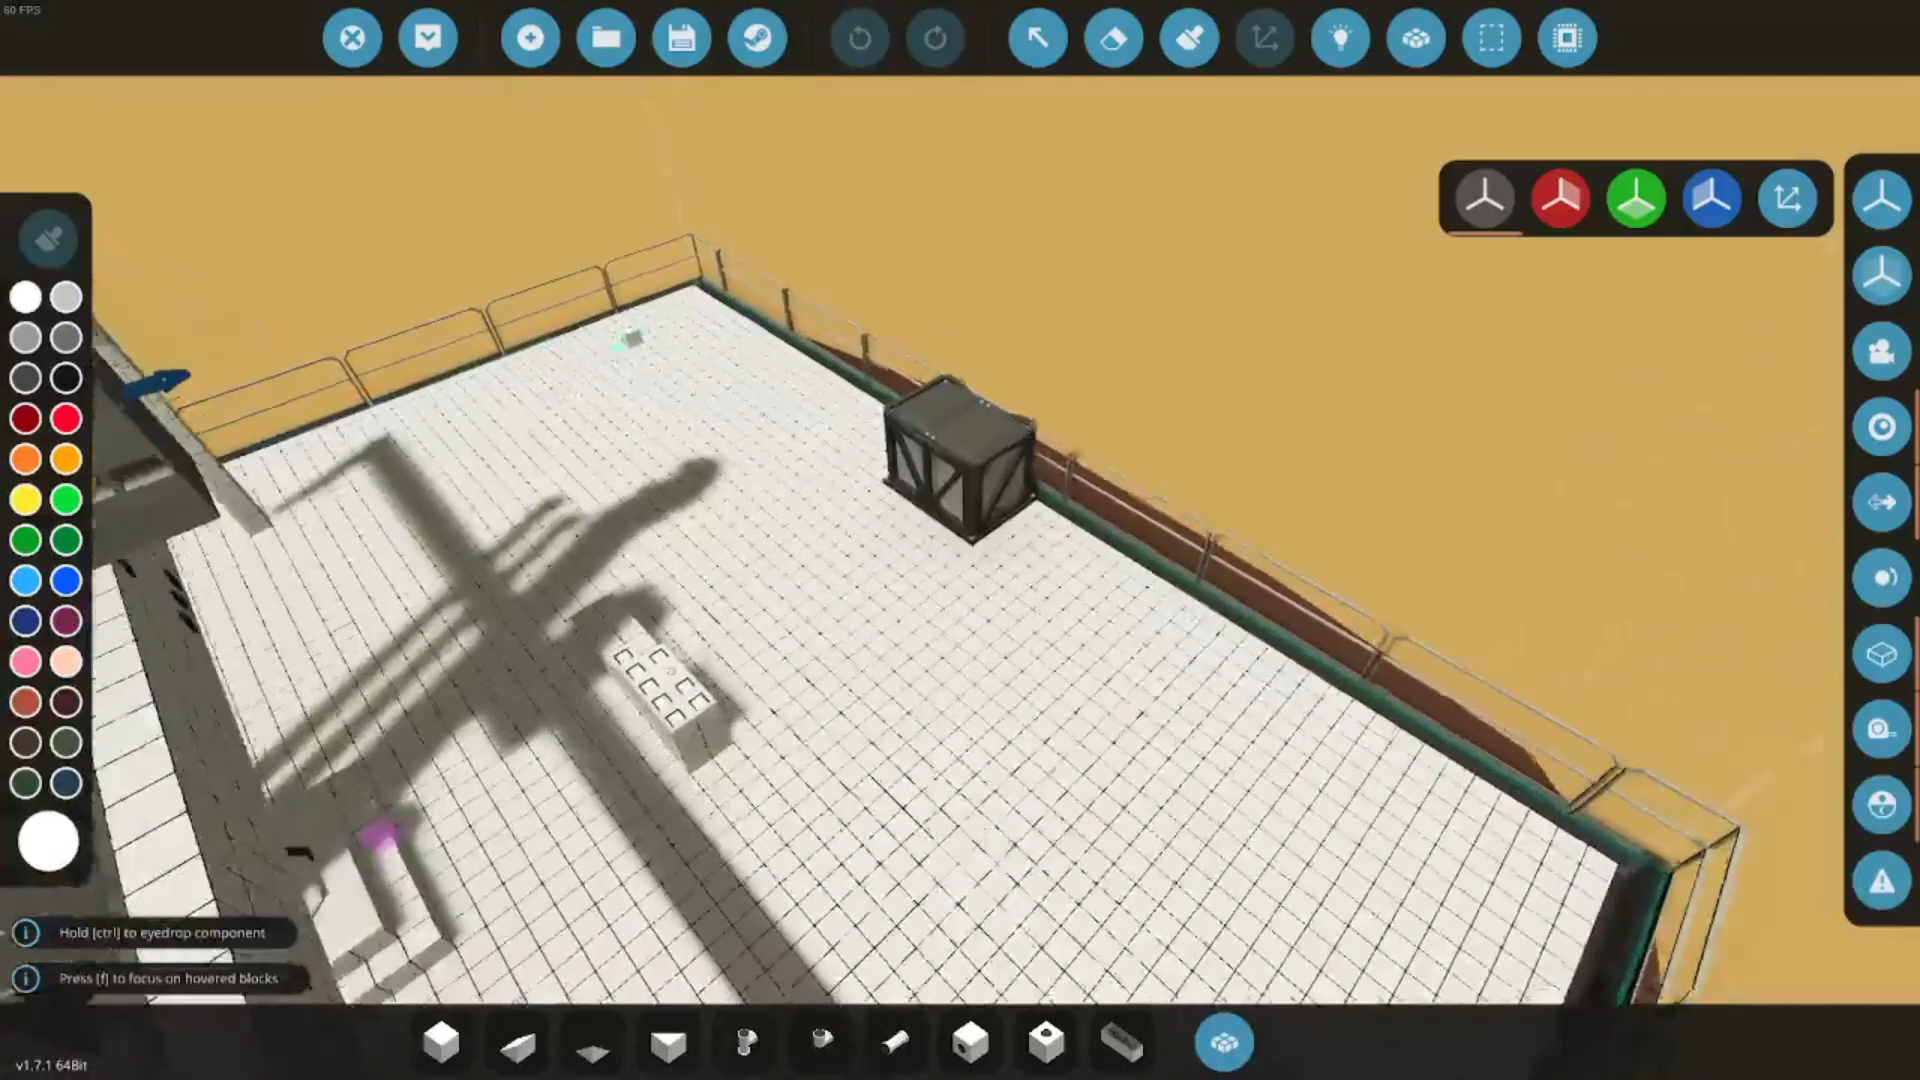 60 FPS
Hold [ctrl] to eyedrop component
Press [f] to focus on hovered blocks
v1.7.1 64Bit